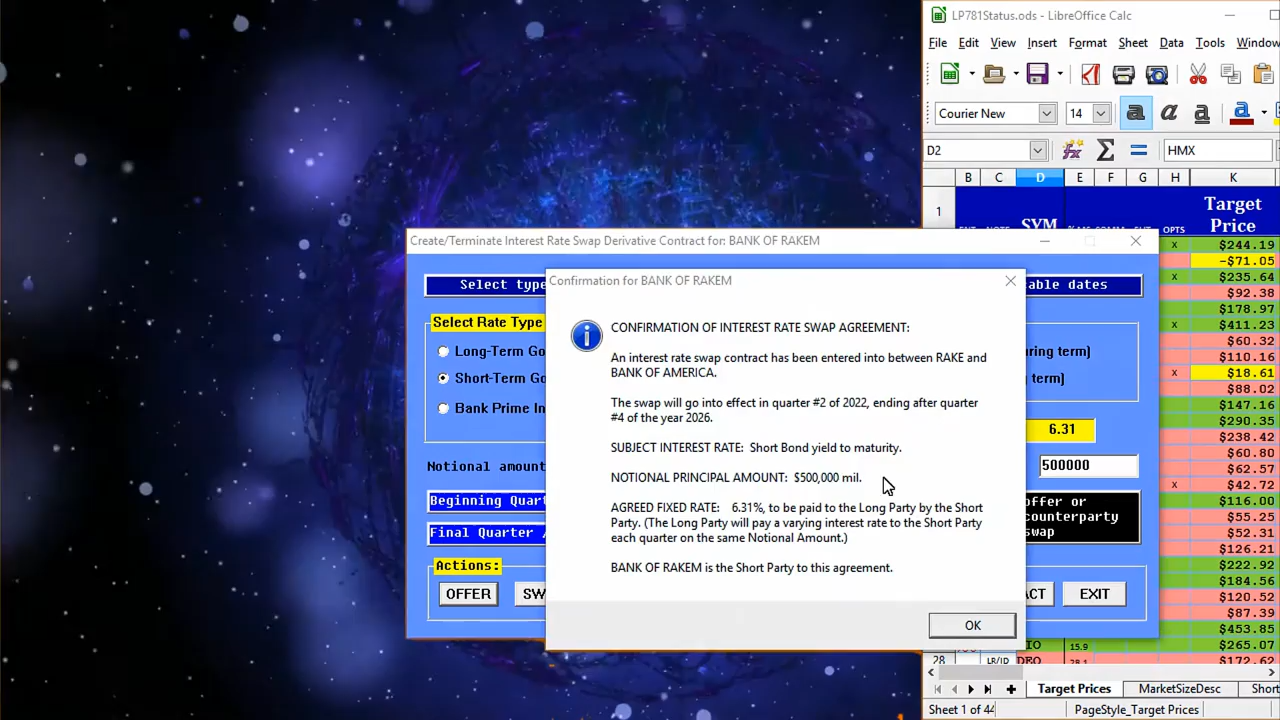 LP781Status.ods - LibreOffice Calc
File Edit View Insert Format Sheet Data Tools Window
Courier New 14 a a a a
D2 Σ = HMX
B C D E F G H K
1 SYM OPTS Target
Price
Create/Terminate Interest Rate Swap Derivative Contract for: BANK OF RAKEM
Select type
able dates
Select Rate Type
Long-Term Go
Short-Term Go
Bank Prime In
ring term]
term]
6.31
Notional amount
500000
Beginning Quar
Final Quarter /
offer or
counterparty
swap
Actions:
OFFER SW ACT EXIT
Confirmation for BANK OF RAKEM
CONFIRMATION OF INTEREST RATE SWAP AGREEMENT:
An interest rate swap contract has been entered into between RAKE and
BANK OF AMERICA.
The swap will go into effect in quarter #2 of 2022, ending after quarter
#4 of the year 2026.
SUBJECT INTEREST RATE: Short Bond yield to maturity.
NOTIONAL PRINCIPAL AMOUNT: $500,000 mil.
AGREED FIXED RATE: 6.31%, to be paid to the Long Party by the Short
Party. (The Long Party will pay a varying interest rate to the Short Party
each quarter on the same Notional Amount.)
BANK OF RAKEM is the Short Party to this agreement.
OK
x $244.19
-$71.05
x $235.64
$92.38
$178.97
x $411.23
$60.32
$110.16
x $18.61
$88.02
$147.16
$290.35
$238.42
$60.80
$62.57
x $42.72
$116.00
$55.25
$52.31
$126.21
$222.92
$184.56
$120.52
$87.39
$453.85
IO 15.9 $265.07
28 LR/ID DEO 28.1 $172.62
Target Prices MarketSizeDesc Short
Sheet 1 of 44 PageStyle_Target Prices